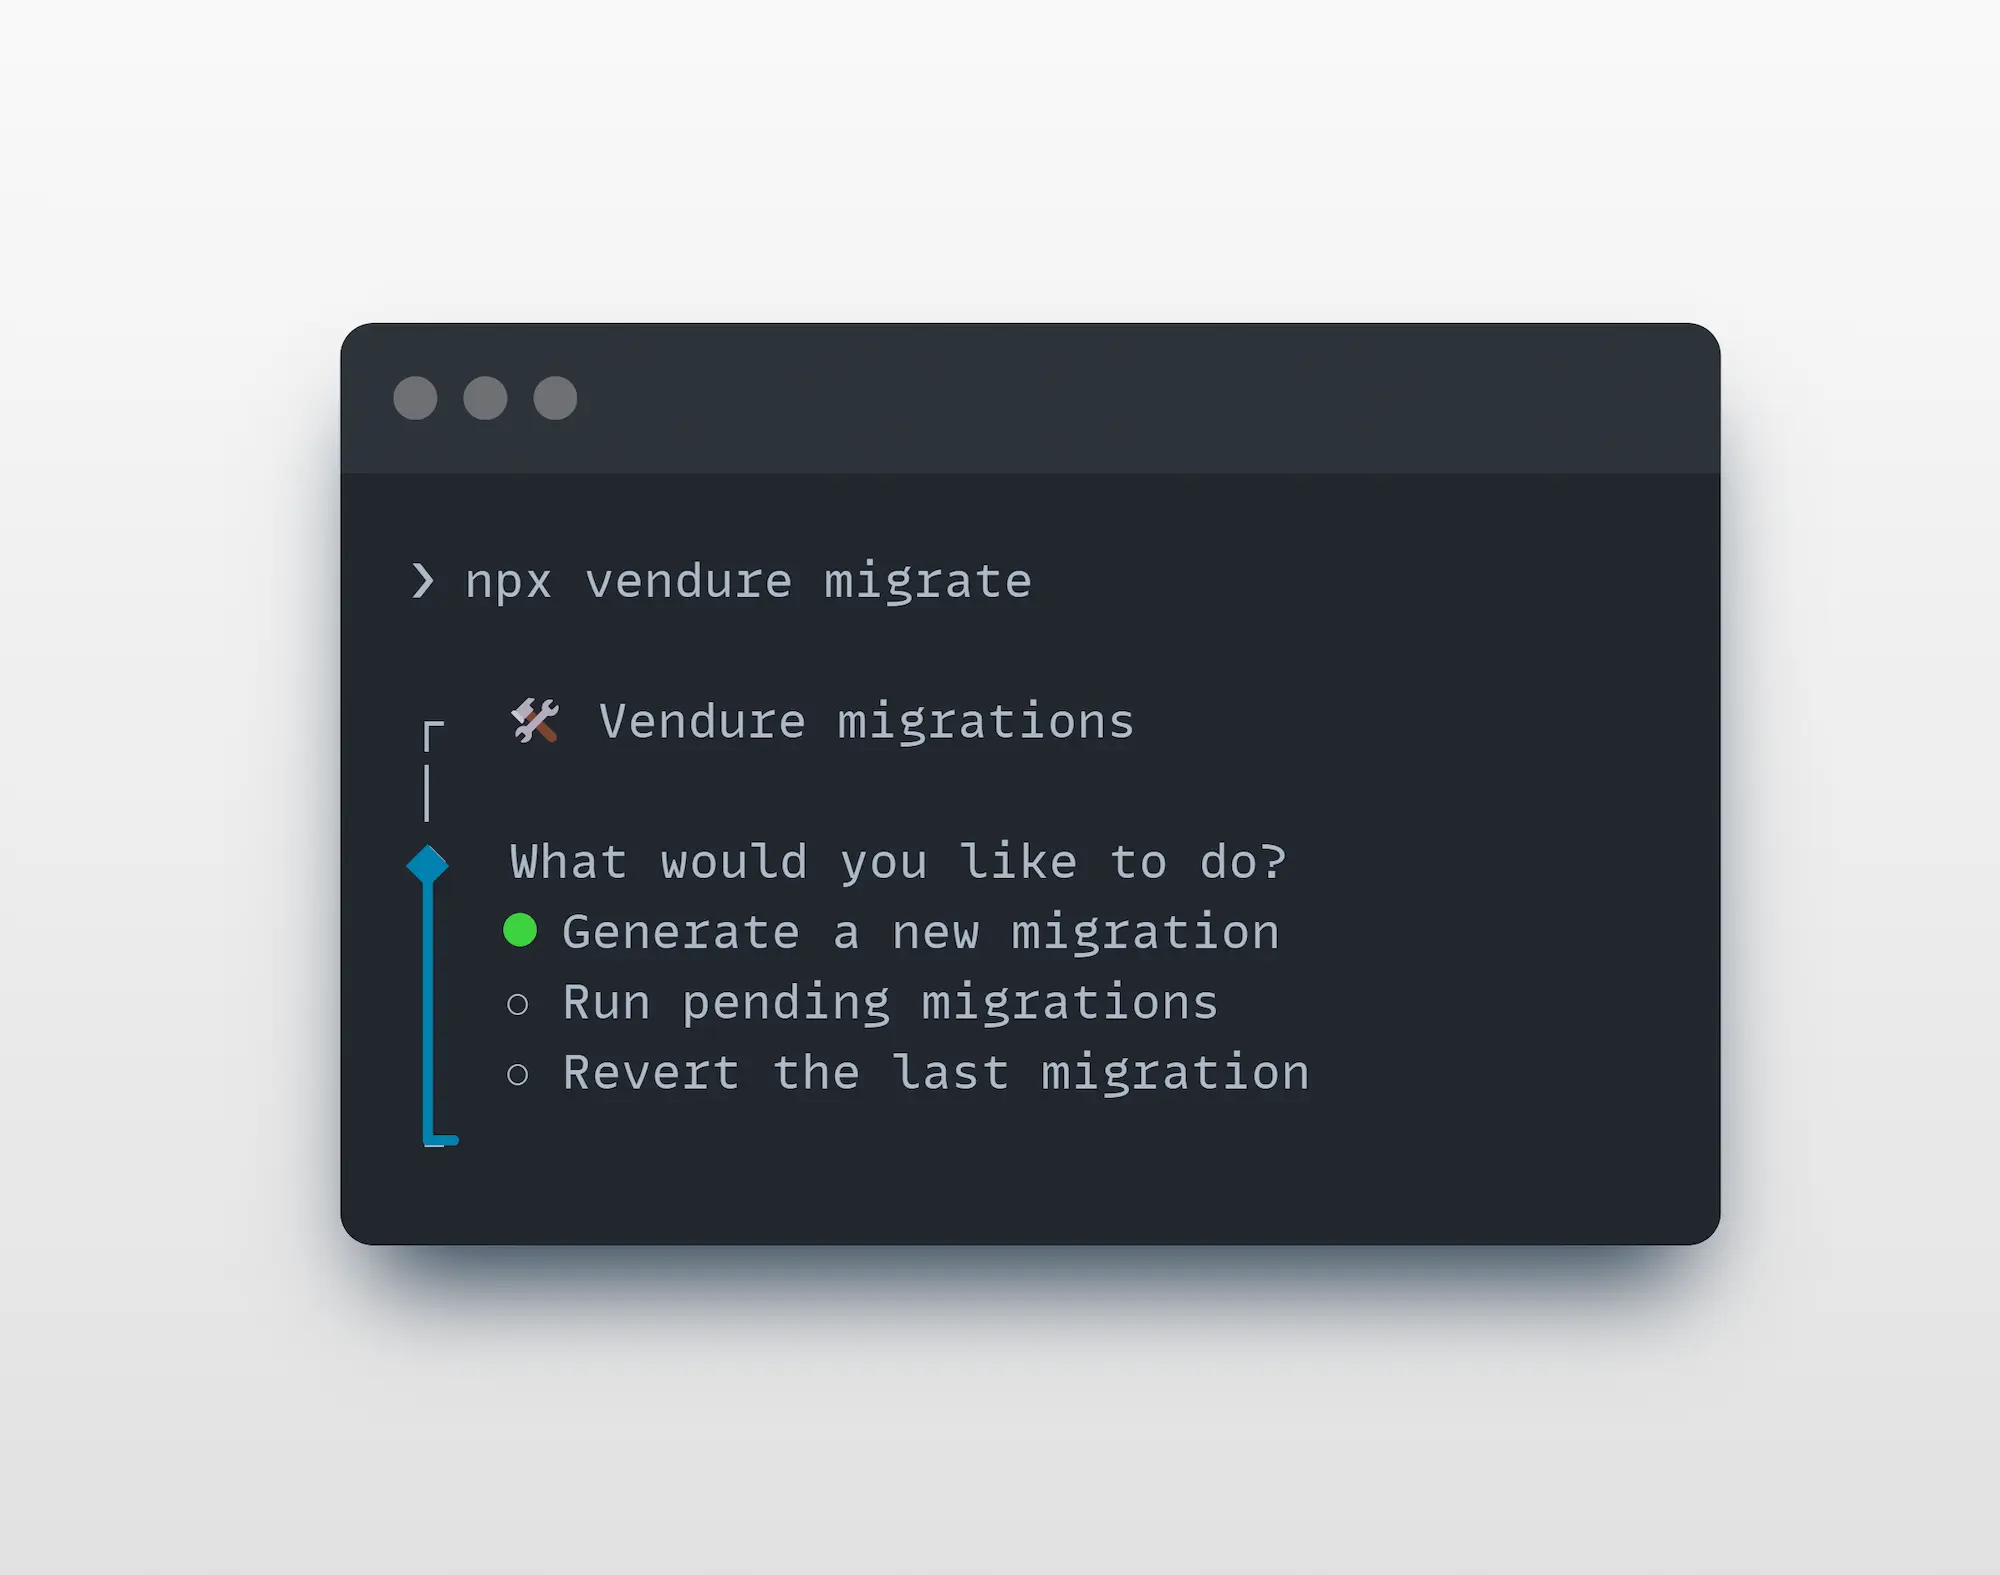 ❯ npx vendure migrate
🛠️ Vendure migrations
What would you like to do?
● Generate a new migration
○ Run pending migrations
○ Revert the last migration